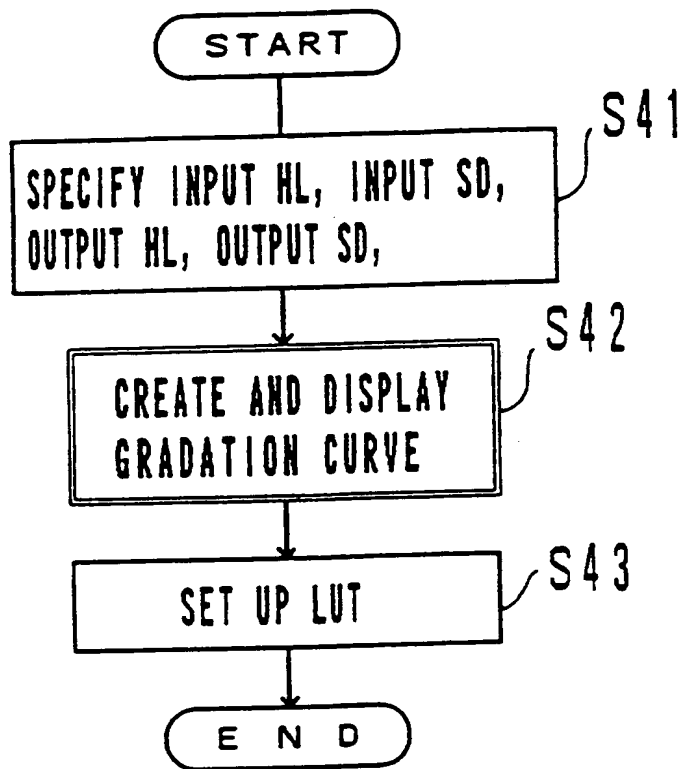 START
S41
SPECIFY INPUT HL, INPUT SD,
OUTPUT HL, OUTPUT SD,
S42
CREATE AND DISPLAY
GRADATION CURVE
S43
SET UP LUT
END